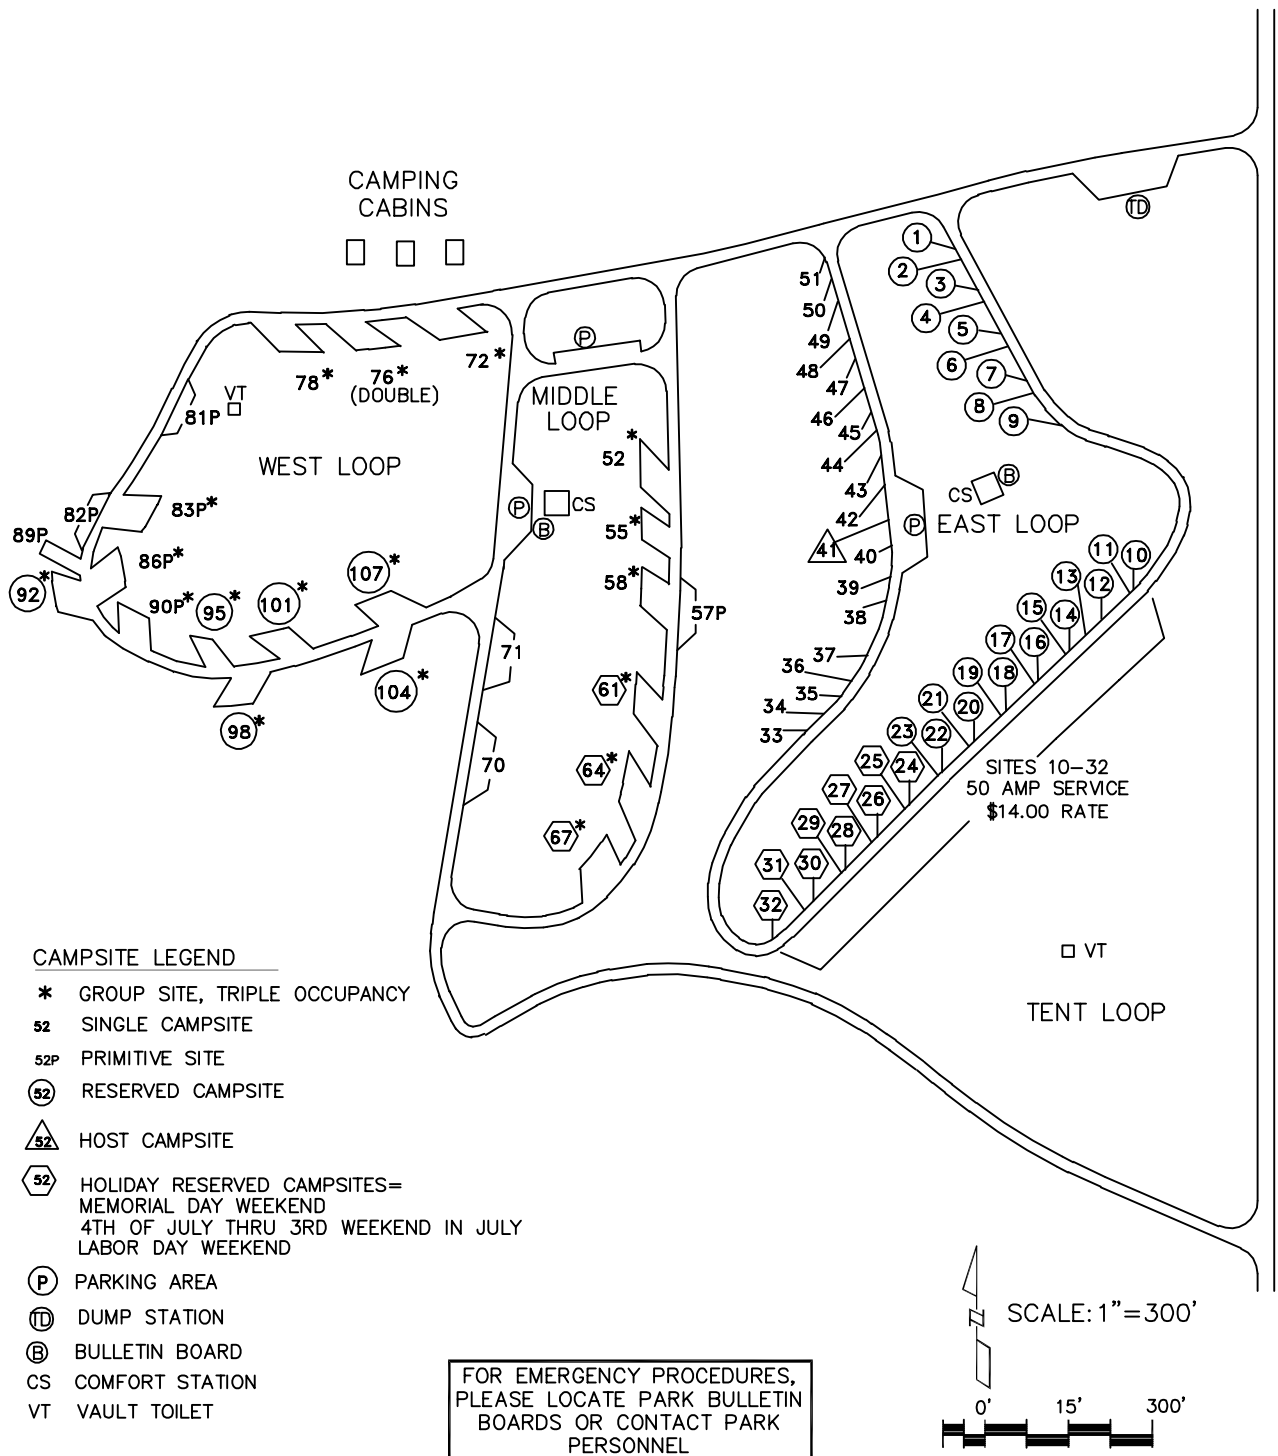 CAMPING
CABINS
TD
1
2
3
4
5
6
7
8
9
51
50
49
48
47
46
45
44
43
42
41
40
39
38
37
36
35
34
33
P
P
72*
76*
(DOUBLE)
78*
VT
81P
MIDDLE
LOOP
WEST LOOP
52*
CS
B
P
55*
58*
57P
82P
83P*
89P
86P*
92*
90P*
95*
101*
107*
104*
98*
71
70
61*
64*
67*
CS
B
EAST LOOP
10
11
12
13
14
15
16
17
18
19
20
21
22
23
24
25
26
27
28
29
30
31
32
SITES 10-32
50 AMP SERVICE
$14.00 RATE
VT
TENT LOOP
CAMPSITE LEGEND
* GROUP SITE, TRIPLE OCCUPANCY
52 SINGLE CAMPSITE
52P PRIMITIVE SITE
52 RESERVED CAMPSITE
52 HOST CAMPSITE
52 HOLIDAY RESERVED CAMPSITES=
MEMORIAL DAY WEEKEND
4TH OF JULY THRU 3RD WEEKEND IN JULY
LABOR DAY WEEKEND
P PARKING AREA
TD DUMP STATION
B BULLETIN BOARD
CS COMFORT STATION
VT VAULT TOILET
FOR EMERGENCY PROCEDURES,
PLEASE LOCATE PARK BULLETIN
BOARDS OR CONTACT PARK
PERSONNEL
N
SCALE: 1"=300'
0' 15' 300'